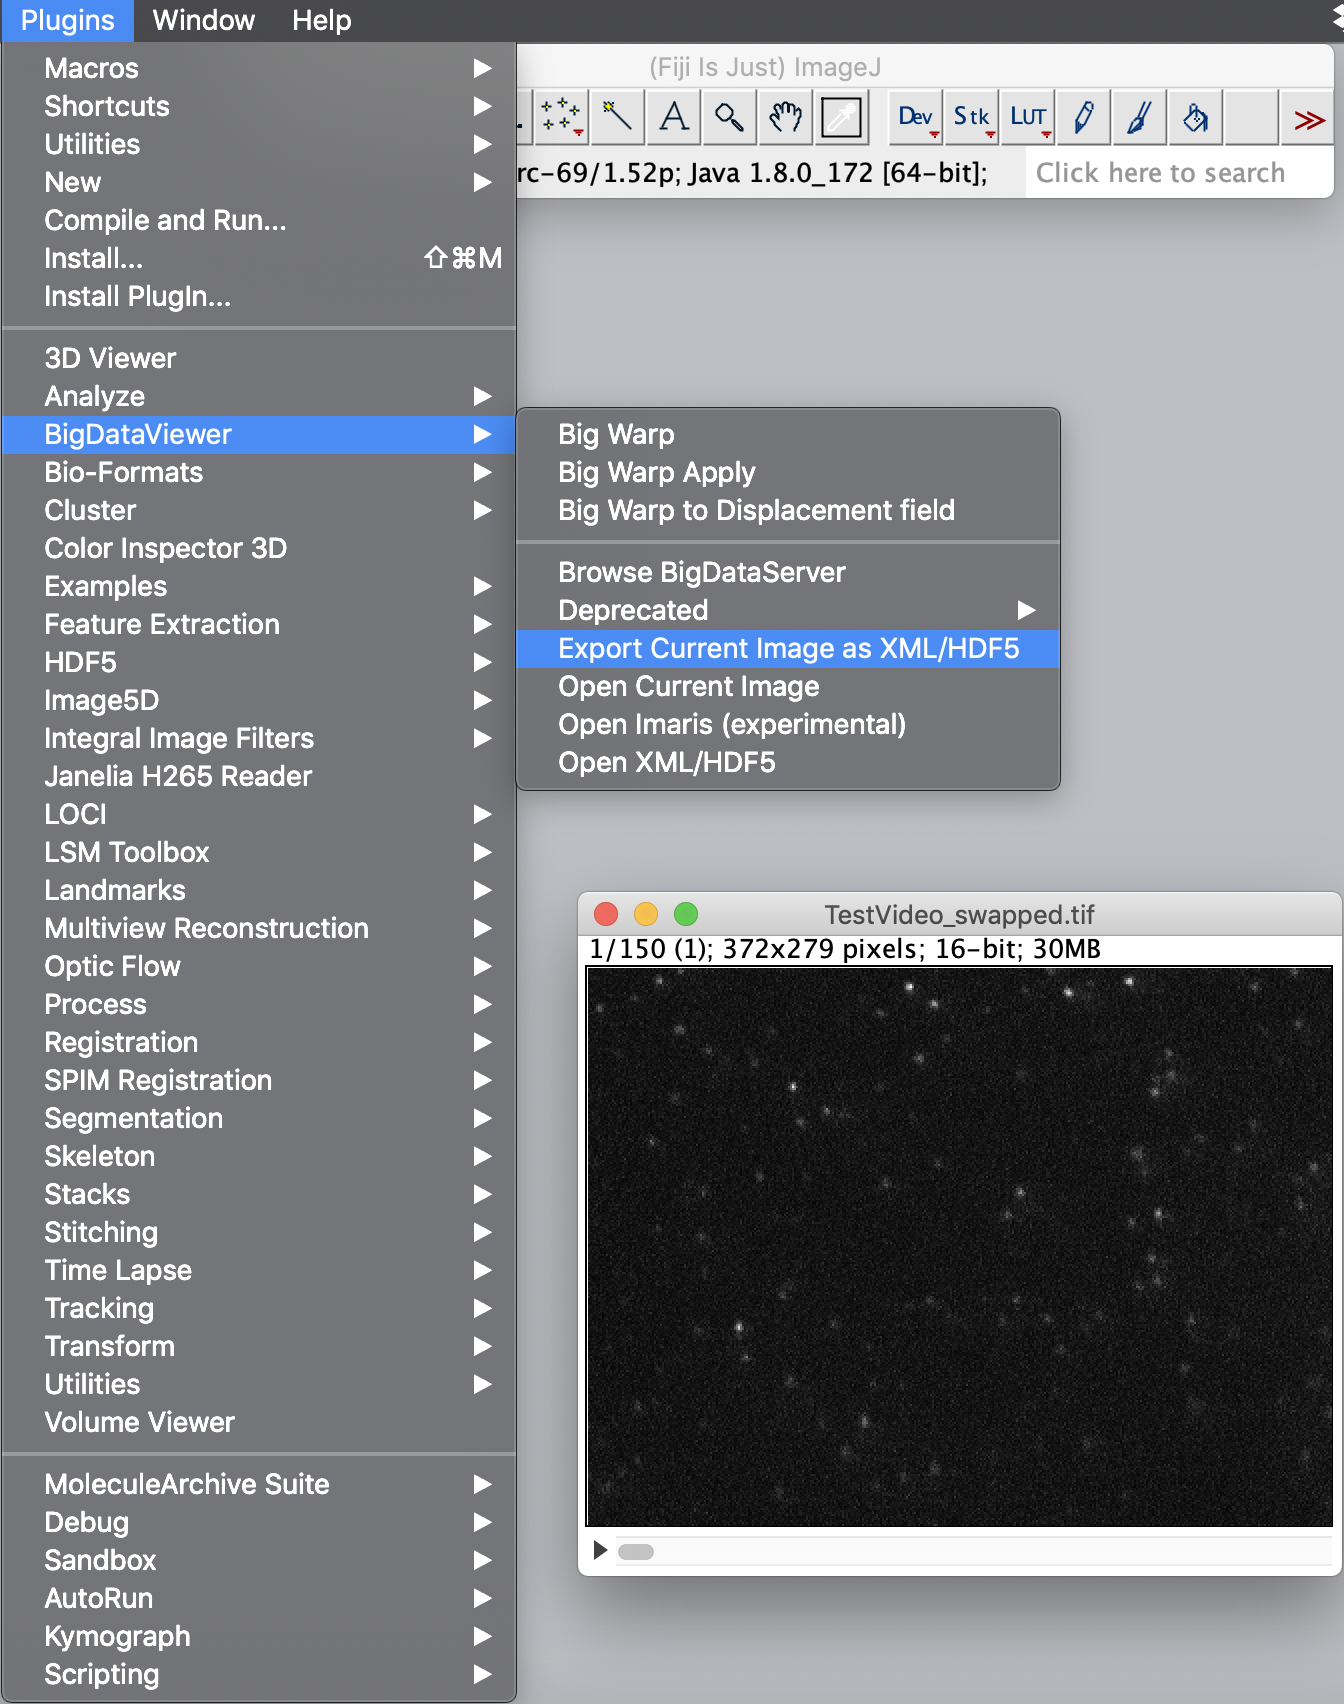 Plugins Window Help
(Fiji Is Just) ImageJ
A Dev Stk LUT >>
rc-69/1.52p; Java 1.8.0_172 [64-bit]; Click here to search
Macros
Shortcuts
Utilities
New
Compile and Run...
Install... ⇧⌘M
Install PlugIn...
3D Viewer
Analyze
BigDataViewer
Bio-Formats
Cluster
Color Inspector 3D
Examples
Feature Extraction
HDF5
Image5D
Integral Image Filters
Janelia H265 Reader
LOCI
LSM Toolbox
Landmarks
Multiview Reconstruction
Optic Flow
Process
Registration
SPIM Registration
Segmentation
Skeleton
Stacks
Stitching
Time Lapse
Tracking
Transform
Utilities
Volume Viewer
MoleculeArchive Suite
Debug
Sandbox
AutoRun
Kymograph
Scripting
Big Warp
Big Warp Apply
Big Warp to Displacement field
Browse BigDataServer
Deprecated
Export Current Image as XML/HDF5
Open Current Image
Open Imaris (experimental)
Open XML/HDF5
TestVideo_swapped.tif
1/150 (1); 372x279 pixels; 16-bit; 30MB